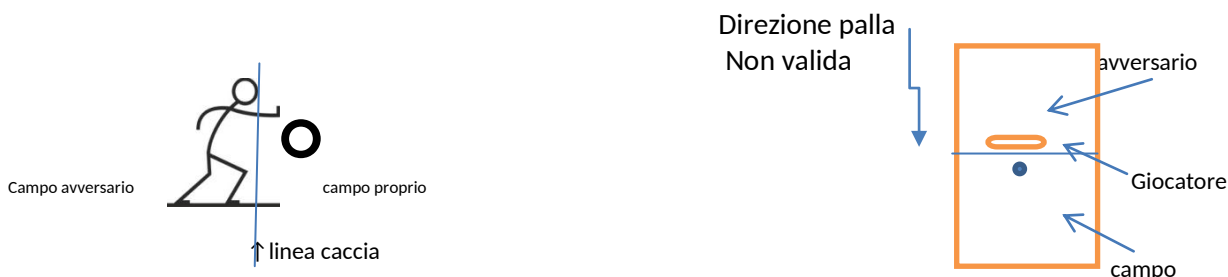 Direzione palla
Non valida
avversario
Campo avversario
campo proprio
Giocatore
↑ linea caccia
campo